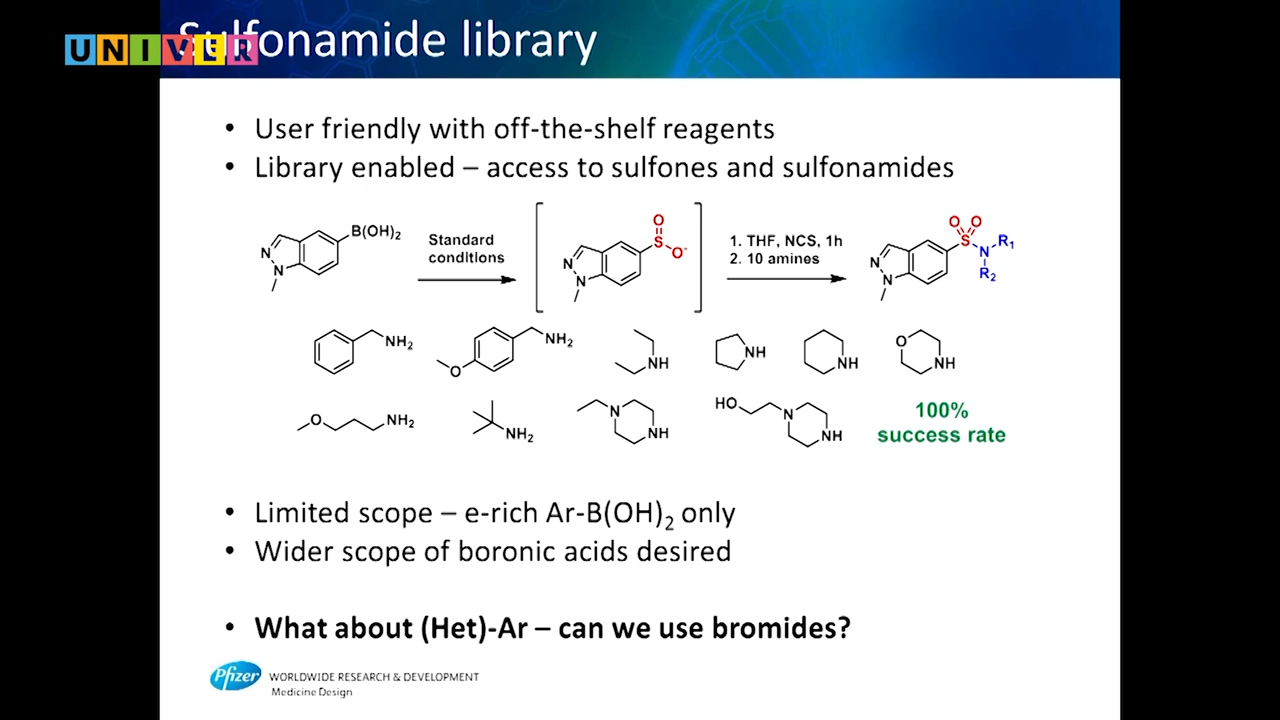 UNIVER
Sulfonamide library
• User friendly with off-the-shelf reagents
• Library enabled – access to sulfones and sulfonamides
B(OH)2
N
N
Standard
conditions
O
S
O-
N
N
1. THF, NCS, 1h
2. 10 amines
O O
S
N
R1
R2
N
N
NH2
O
NH2
NH
NH
NH
O
NH
O
NH2
NH2
N
NH
HO
N
NH
100%
success rate
• Limited scope – e-rich Ar-B(OH)2 only
• Wider scope of boronic acids desired
• What about (Het)-Ar – can we use bromides?
Pfizer
WORLDWIDE RESEARCH & DEVELOPMENT
Medicine Design